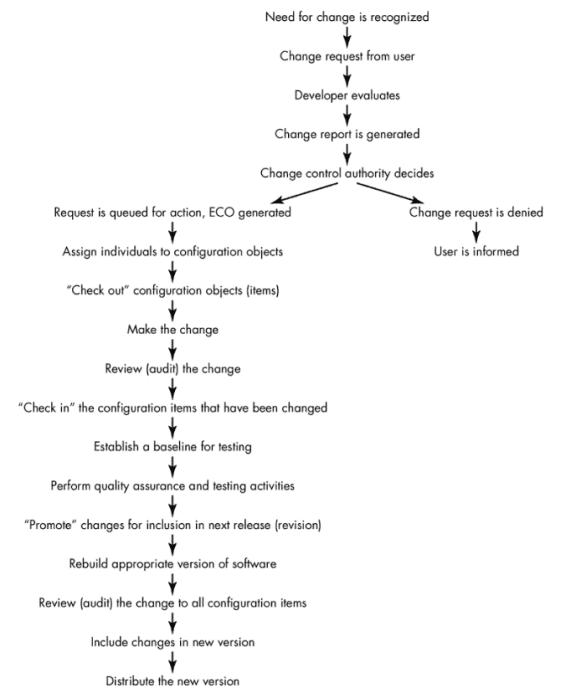 Need for change is recognized
Change request from user
Developer evaluates
Change report is generated
Change control authority decides
Request is queued for action, ECO generated
Change request is denied
Assign individuals to configuration objects
User is informed
“Check out” configuration objects (items)
Make the change
Review (audit) the change
“Check in” the configuration items that have been changed
Establish a baseline for testing
Perform quality assurance and testing activities
“Promote” changes for inclusion in next release (revision)
Rebuild appropriate version of software
Review (audit) the change to all configuration items
Include changes in new version
Distribute the new version